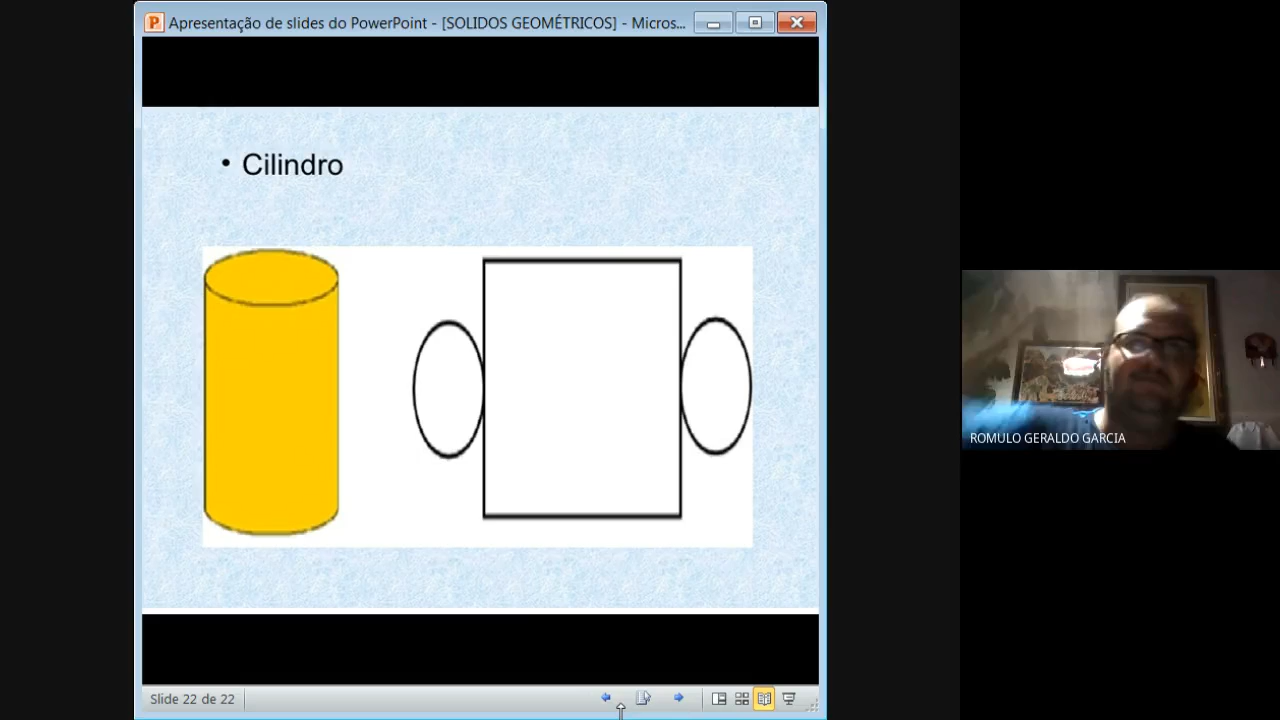 Apresentação de slides do PowerPoint - [SOLIDOS GEOMÉTRICOS] - Micros...
• Cilindro
ROMULO GERALDO GARCIA
Slide 22 de 22